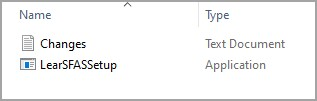 Name Type
Changes Text Document
LearSFASSetup Application